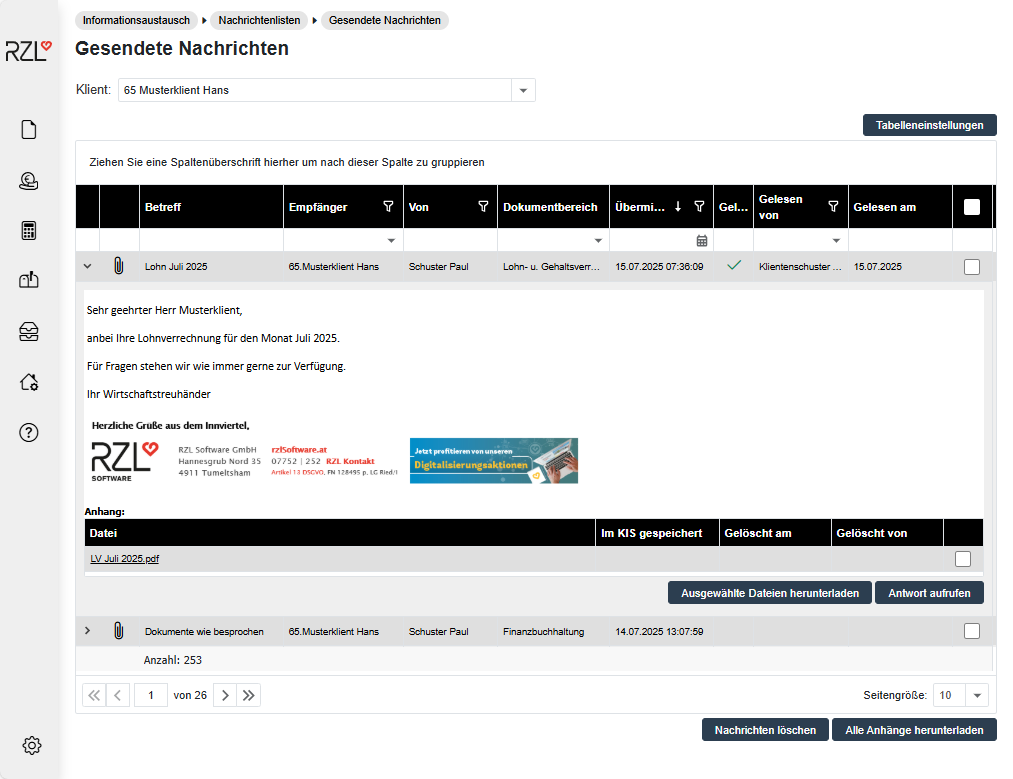 Informationsaustausch Nachrichtenlisten Gesendete Nachrichten
RZL
Gesendete Nachrichten
Klient: 65 Musterklient Hans
Tabelleneinstellungen
Ziehen Sie eine Spaltenüberschrift hierher um nach dieser Spalte zu gruppieren
Betreff Empfänger Von Dokumentbereich Übermi... Gel... Gelesen von Gelesen am
Lohn Juli 2025 65.Musterklient Hans Schuster Paul Lohn- u. Gehaltsverr... 15.07.2025 07:36:09 Klientenschuster ... 15.07.2025
Sehr geehrter Herr Musterklient,
anbei Ihre Lohnverrechnung für den Monat Juli 2025.
Für Fragen stehen wir wie immer gerne zur Verfügung.
Ihr Wirtschaftstreuhänder
Herzliche Grüße aus dem Innviertel,
RZL SOFTWARE
RZL Software GmbH rzlSoftware.at
Hannesgrub Nord 35 07752 | 252 RZL Kontakt
4911 Tumeltsham Artikel 13 DSGVO, FN 128495 p, LG Ried/I
Jetzt profitieren von unseren
Digitalisierungsaktionen
Anhang:
Datei Im KIS gespeichert Gelöscht am Gelöscht von
LV Juli 2025.pdf
Ausgewählte Dateien herunterladen Antwort aufrufen
Dokumente wie besprochen 65.Musterklient Hans Schuster Paul Finanzbuchhaltung 14.07.2025 13:07:59
Anzahl: 253
1 von 26 Seitengröße: 10
Nachrichten löschen Alle Anhänge herunterladen